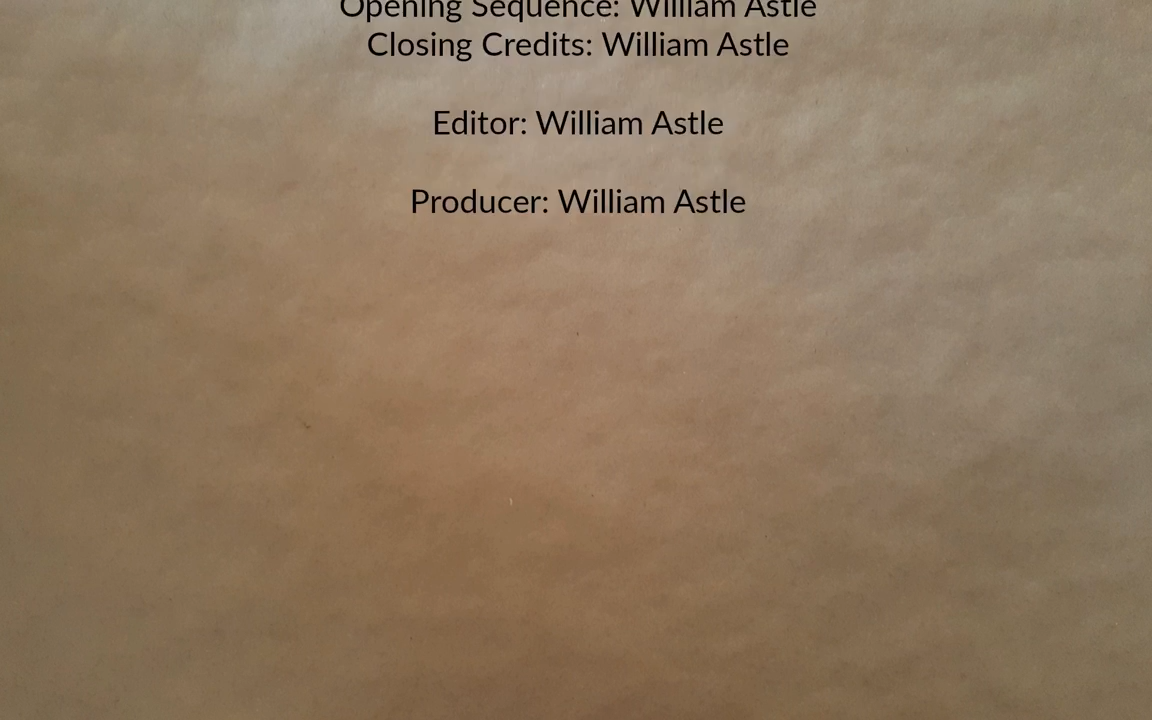 Opening Sequence: William Astle
Closing Credits: William Astle
Editor: William Astle
Producer: William Astle